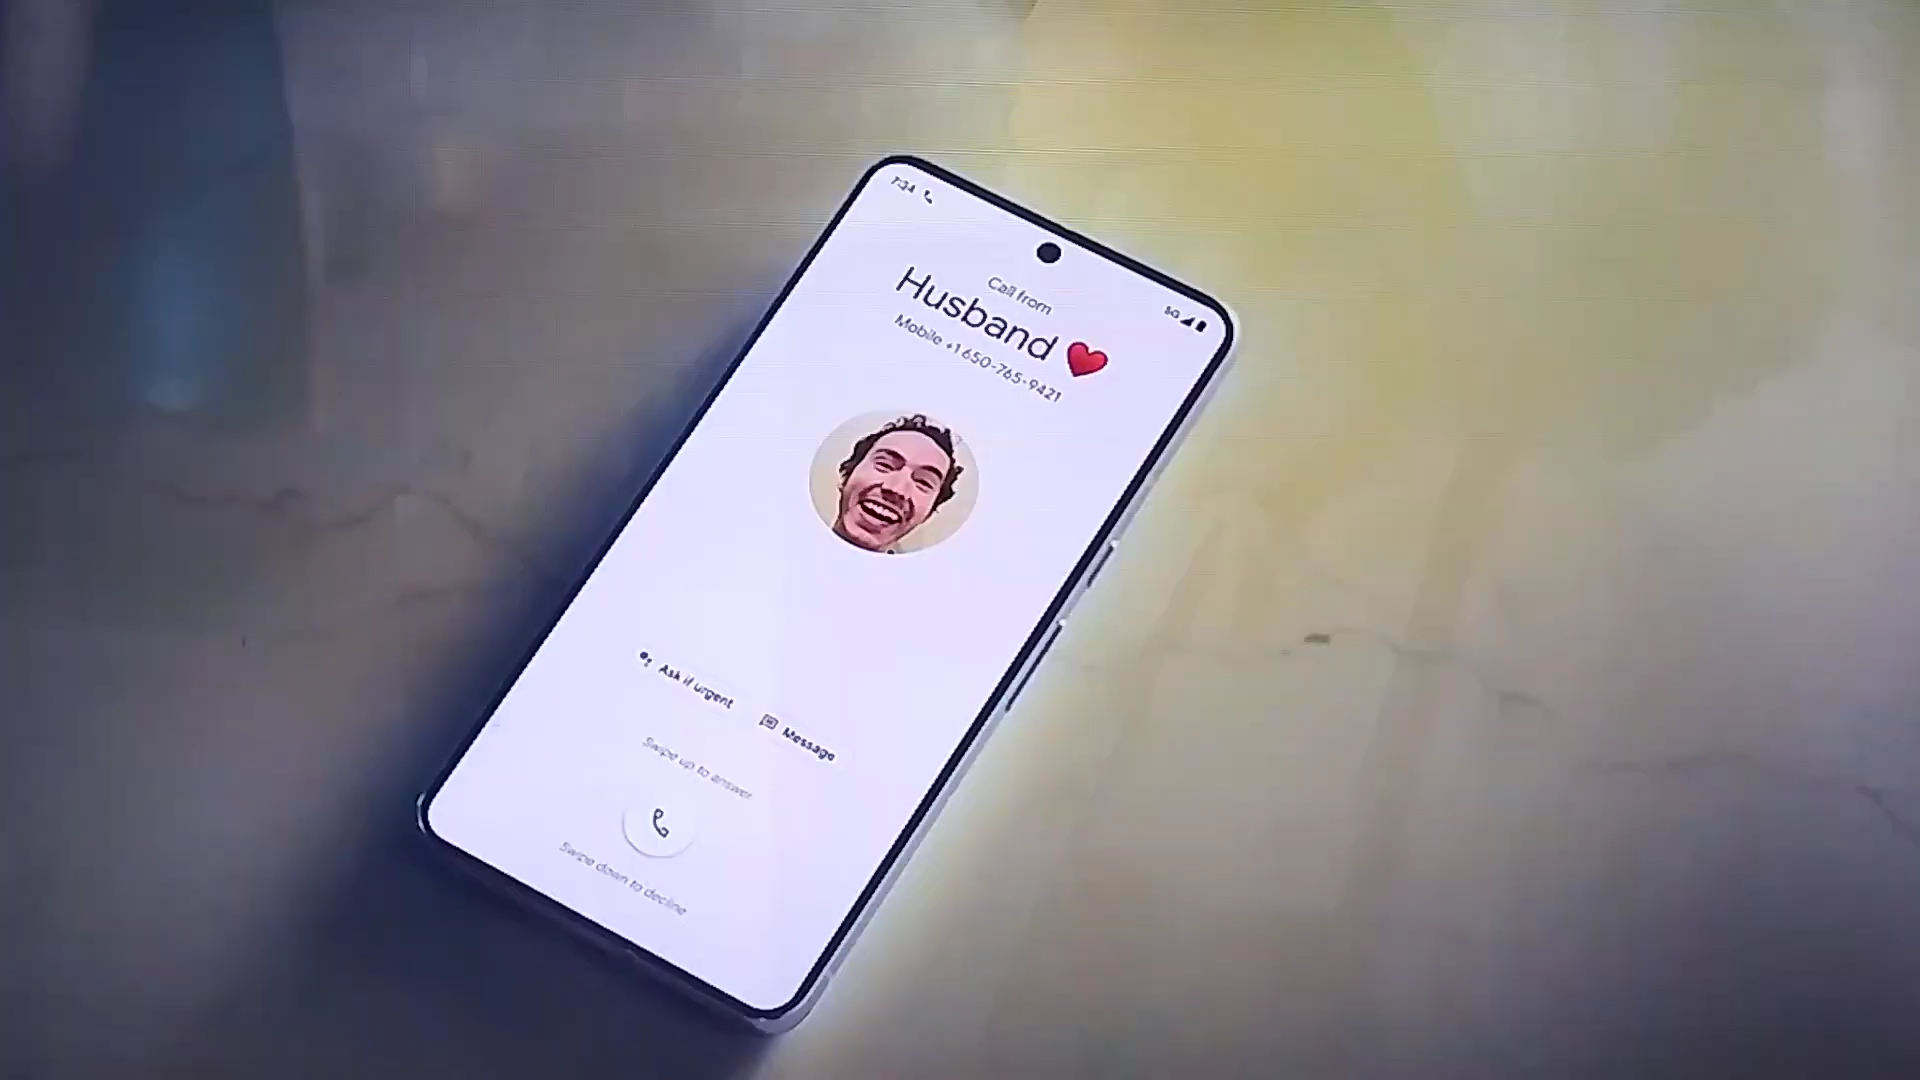 7:34
5G
Call from
Husband ❤️
Mobile +1 650-765-9421
Ask if urgent
Message
Swipe up to answer
Swipe down to decline